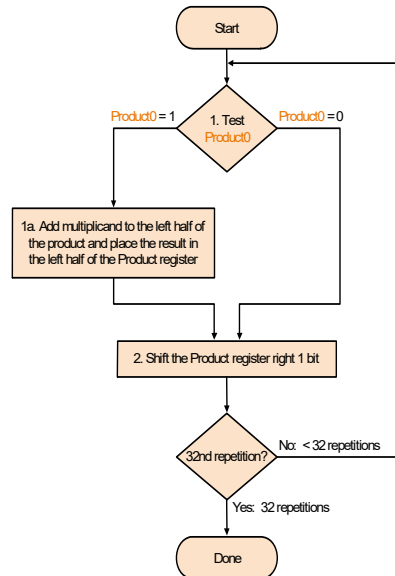 Start
Product0 = 1
Product0 = 0
1. Test
Product0
1a. Add multiplicand to the left half of
the product and place the result in
the left half of the Product register
2. Shift the Product register right 1 bit
32nd repetition?
No: < 32 repetitions
Yes: 32 repetitions
Done